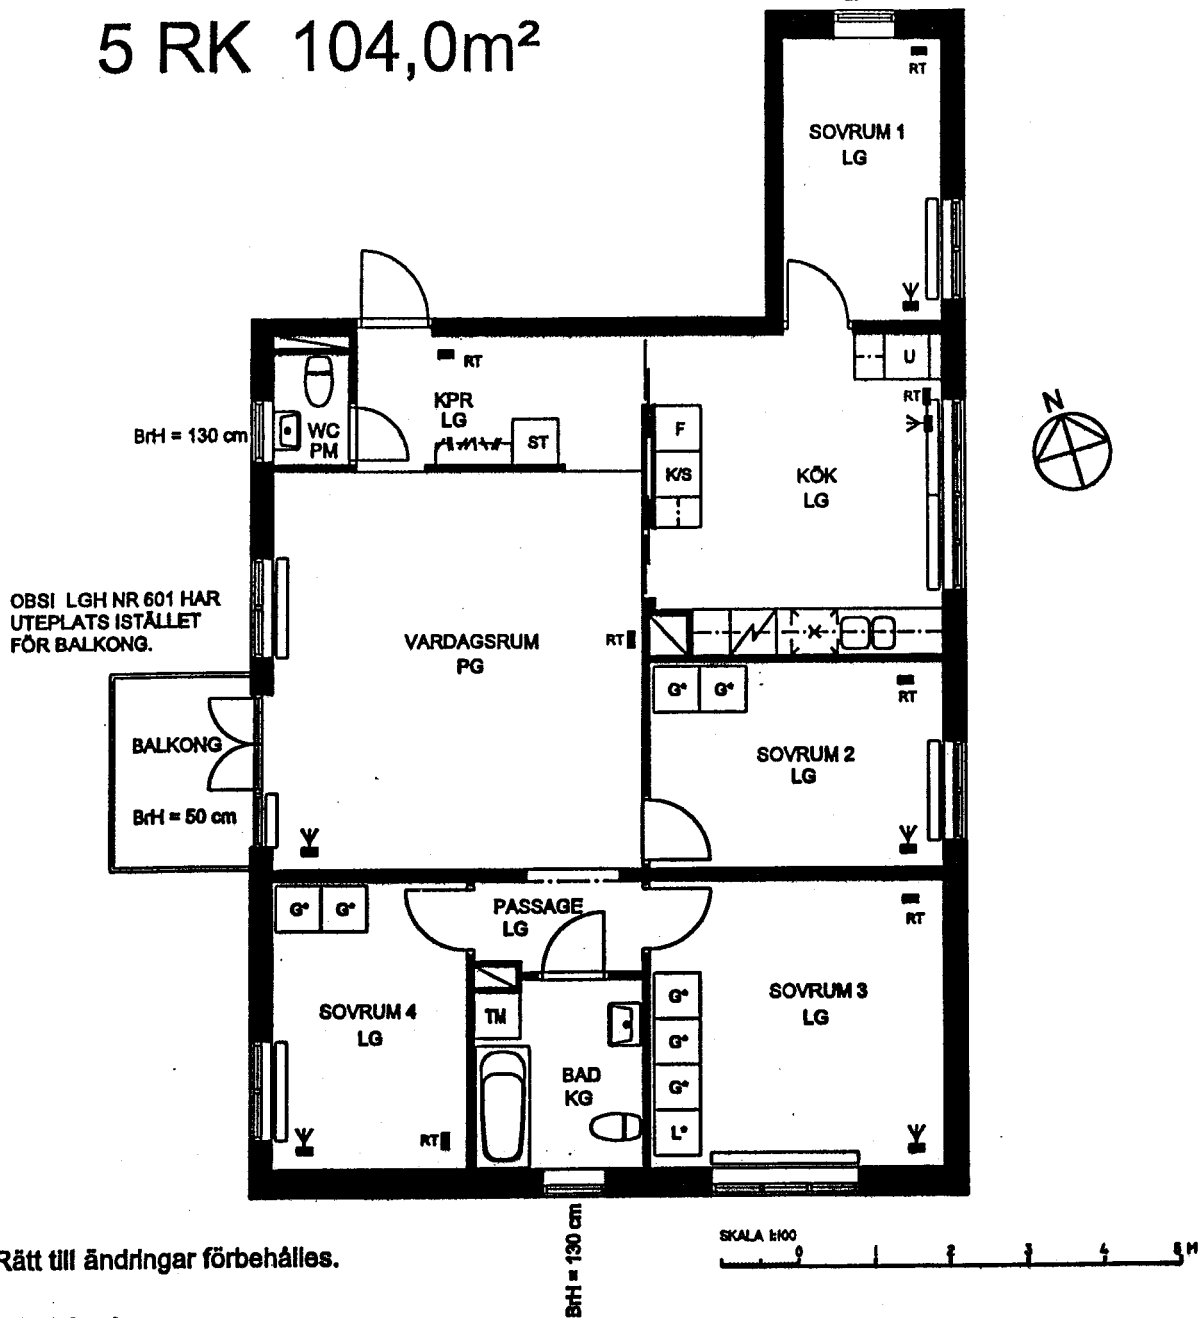 5 RK 104,0m²
RT
SOVRUM 1
LG
U
RT
RT
KPR
LG
ST
WC
PM
BrH = 130 cm
F
K/S
KÖK
LG
N
OBS! LGH NR 601 HAR
UTEPLATS ISTÄLLET
FÖR BALKONG.
VARDAGSRUM
PG
RT
G* G*
RT
SOVRUM 2
LG
BALKONG
BrH = 50 cm
G* G*
PASSAGE
LG
RT
SOVRUM 4
LG
TM
BAD
KG
G*
G*
G*
L*
SOVRUM 3
LG
RT
BrH = 130 cm
SKALA 1:100
0 1 2 3 4 5 M
Rätt till ändringar förbehålles.